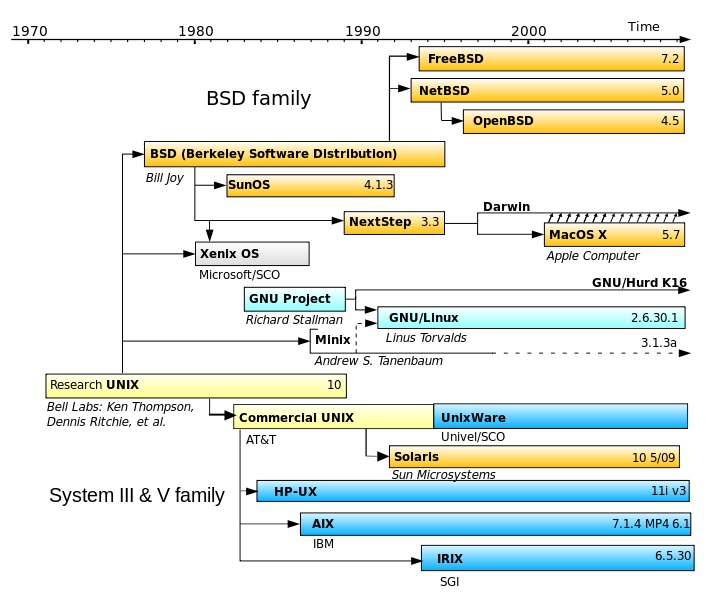 1970 1980 1990 2000 Time
FreeBSD 7.2
BSD family
NetBSD 5.0
OpenBSD 4.5
BSD (Berkeley Software Distribution)
Bill Joy
SunOS 4.1.3
Darwin
NextStep 3.3
MacOS X 5.7
Xenix OS
Apple Computer
Microsoft/SCO
GNU/Hurd K16
GNU Project
Richard Stallman
GNU/Linux 2.6.30.1
Linus Torvalds
Minix
3.1.3a
Andrew S. Tanenbaum
Research UNIX 10
Bell Labs: Ken Thompson,
Dennis Ritchie, et al.
Commercial UNIX
UnixWare
AT&T
Univel/SCO
Solaris 10 5/09
Sun Microsystems
System III & V family
HP-UX 11i v3
AIX 7.1.4 MP4 6.1
IBM
IRIX 6.5.30
SGI